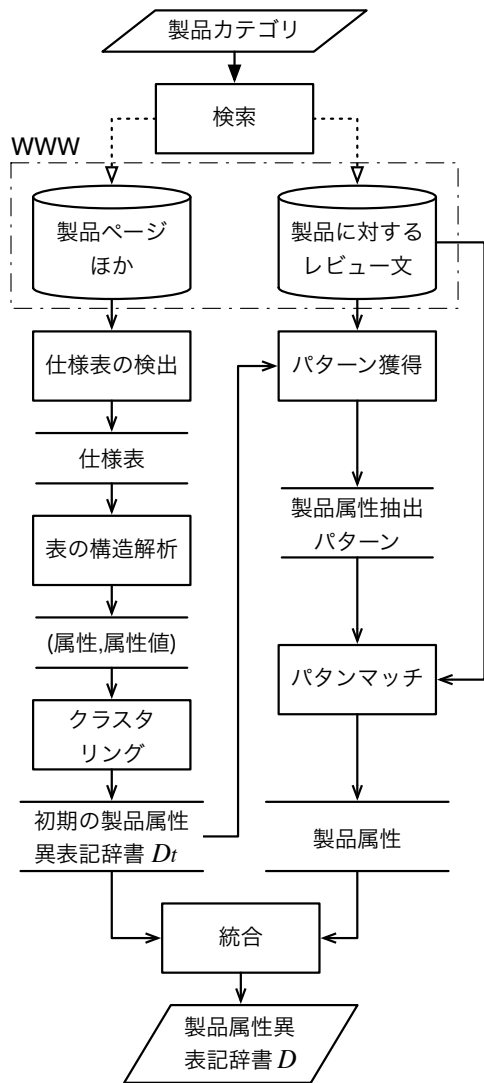 製品カテゴリ
検索
WWW
製品ページ
ほか
製品に対する
レビュー文
仕様表の検出
パターン獲得
仕様表
製品属性抽出
パターン
表の構造解析
(属性,属性値)
パタンマッチ
クラスタ
リング
初期の製品属性
異表記辞書 Dt
製品属性
統合
製品属性異
表記辞書 D